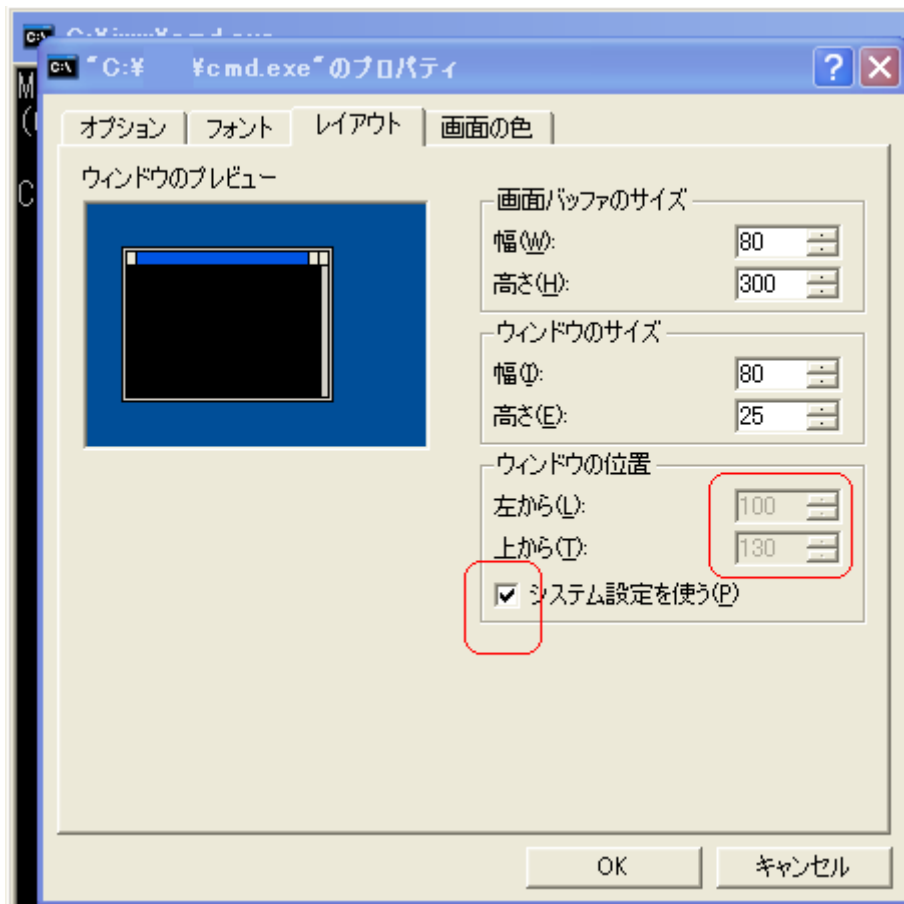 "C:¥ ¥cmd.exe"のプロパティ
M
(
C
オプション フォント レイアウト 画面の色
ウィンドウのプレビュー
画面バッファのサイズ
幅(W): 80
高さ(H): 300
ウィンドウのサイズ
幅(I): 80
高さ(E): 25
ウィンドウの位置
左から(L): 100
上から(T): 130
システム設定を使う(P)
OK キャンセル